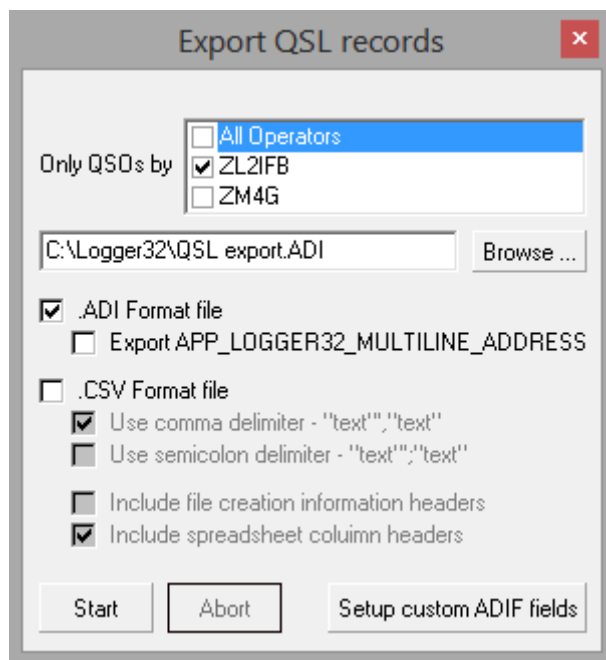 Export QSL records
All Operators
Only QSOs by
ZL2IFB
ZM4G
C:\Logger32\QSL export.ADI
Browse ...
.ADI Format file
Export APP_LOGGER32_MULTILINE_ADDRESS
.CSV Format file
Use comma delimiter - "text'","text"
Use semicolon delimiter - "text'";"text"
Include file creation information headers
Include spreadsheet coluimn headers
Start
Abort
Setup custom ADIF fields